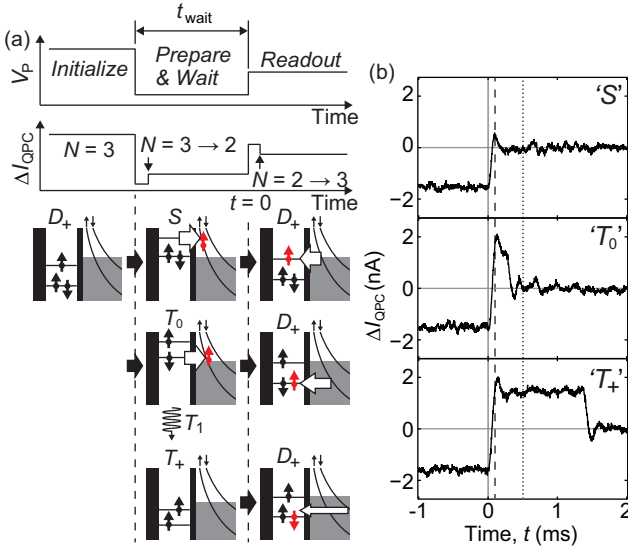 (a)
t_wait
V_P
Initialize
Prepare
& Wait
Readout
Time
ΔI_QPC
N = 3
N = 3 → 2
N = 2 → 3
t = 0
Time
D_+
S
D_+
T_0
D_+
T_1
T_+
D_+
(b)
'S'
2
0
−2
'T_0'
2
0
−2
ΔI_QPC (nA)
'T_+'
2
0
−2
-1
0
1
2
Time, t (ms)